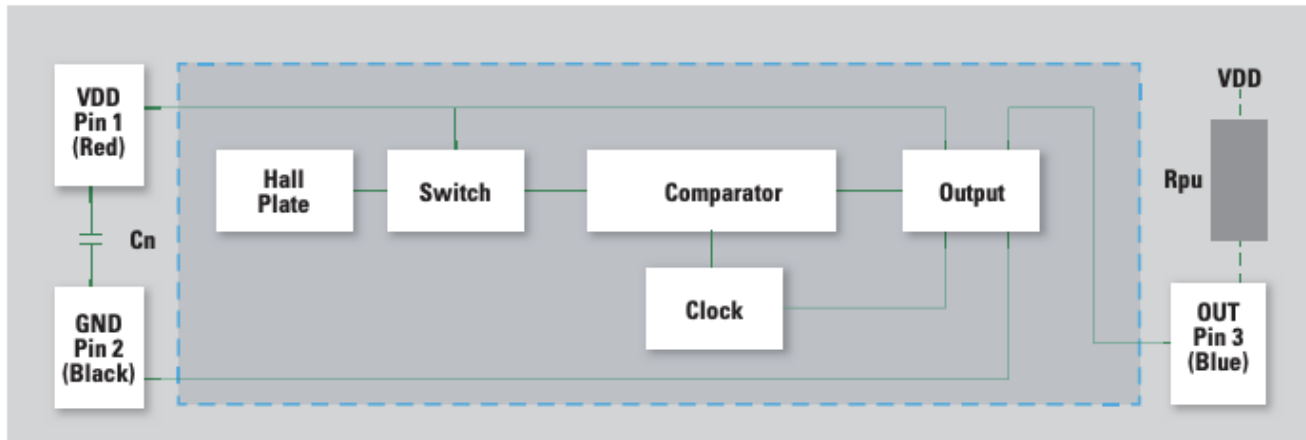 VDD
Pin 1
(Red)
Cn
GND
Pin 2
(Black)
Hall
Plate
Switch
Comparator
Output
Clock
VDD
Rpu
OUT
Pin 3
(Blue)